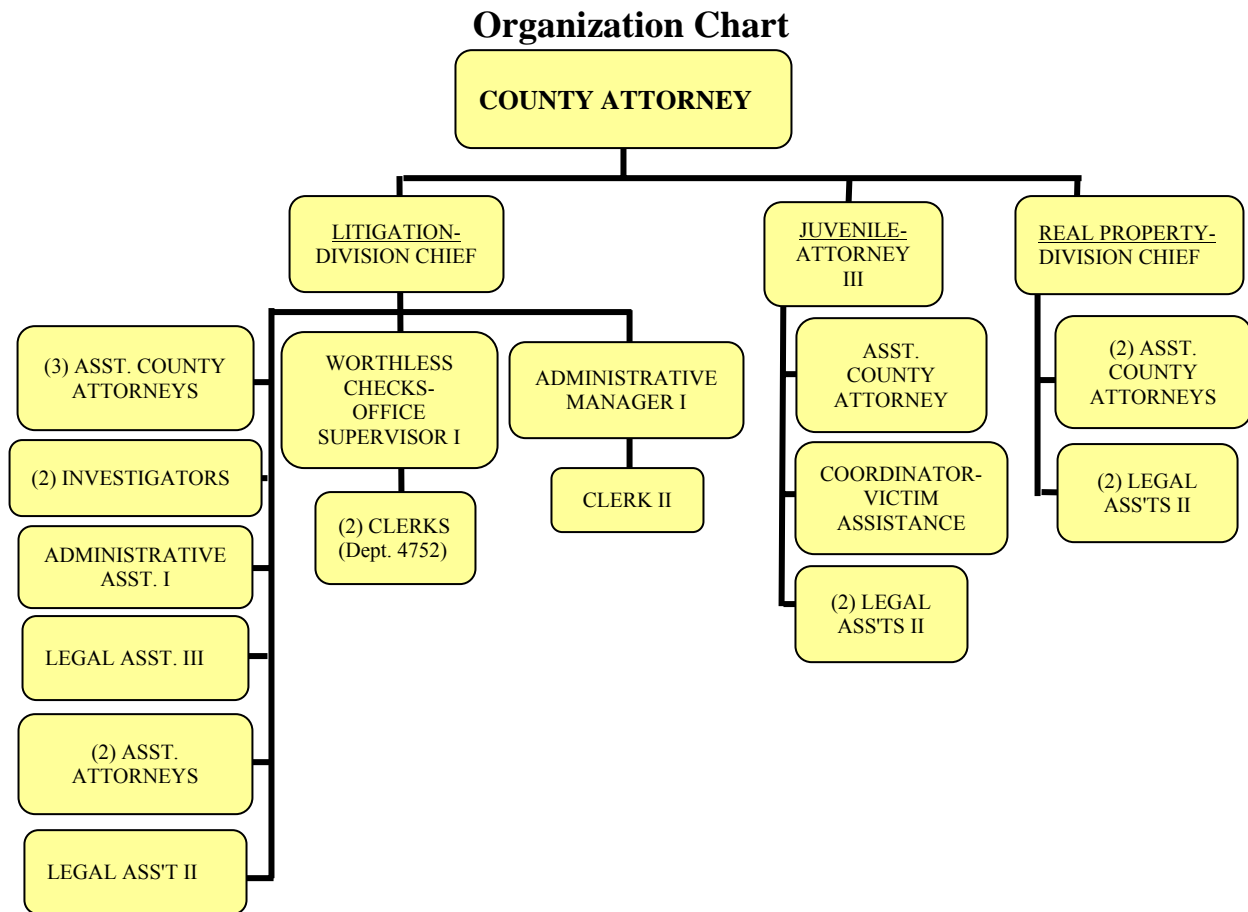 Organization Chart
COUNTY ATTORNEY
LITIGATION-
DIVISION CHIEF
JUVENILE-
ATTORNEY
III
REAL PROPERTY-
DIVISION CHIEF
(3) ASST. COUNTY
ATTORNEYS
(2) INVESTIGATORS
ADMINISTRATIVE
ASST. I
LEGAL ASST. III
(2) ASST.
ATTORNEYS
LEGAL ASS'T II
WORTHLESS
CHECKS-
OFFICE
SUPERVISOR I
(2) CLERKS
(Dept. 4752)
ADMINISTRATIVE
MANAGER I
CLERK II
ASST.
COUNTY
ATTORNEY
COORDINATOR-
VICTIM
ASSISTANCE
(2) LEGAL
ASS'TS II
(2) ASST.
COUNTY
ATTORNEYS
(2) LEGAL
ASS'TS II